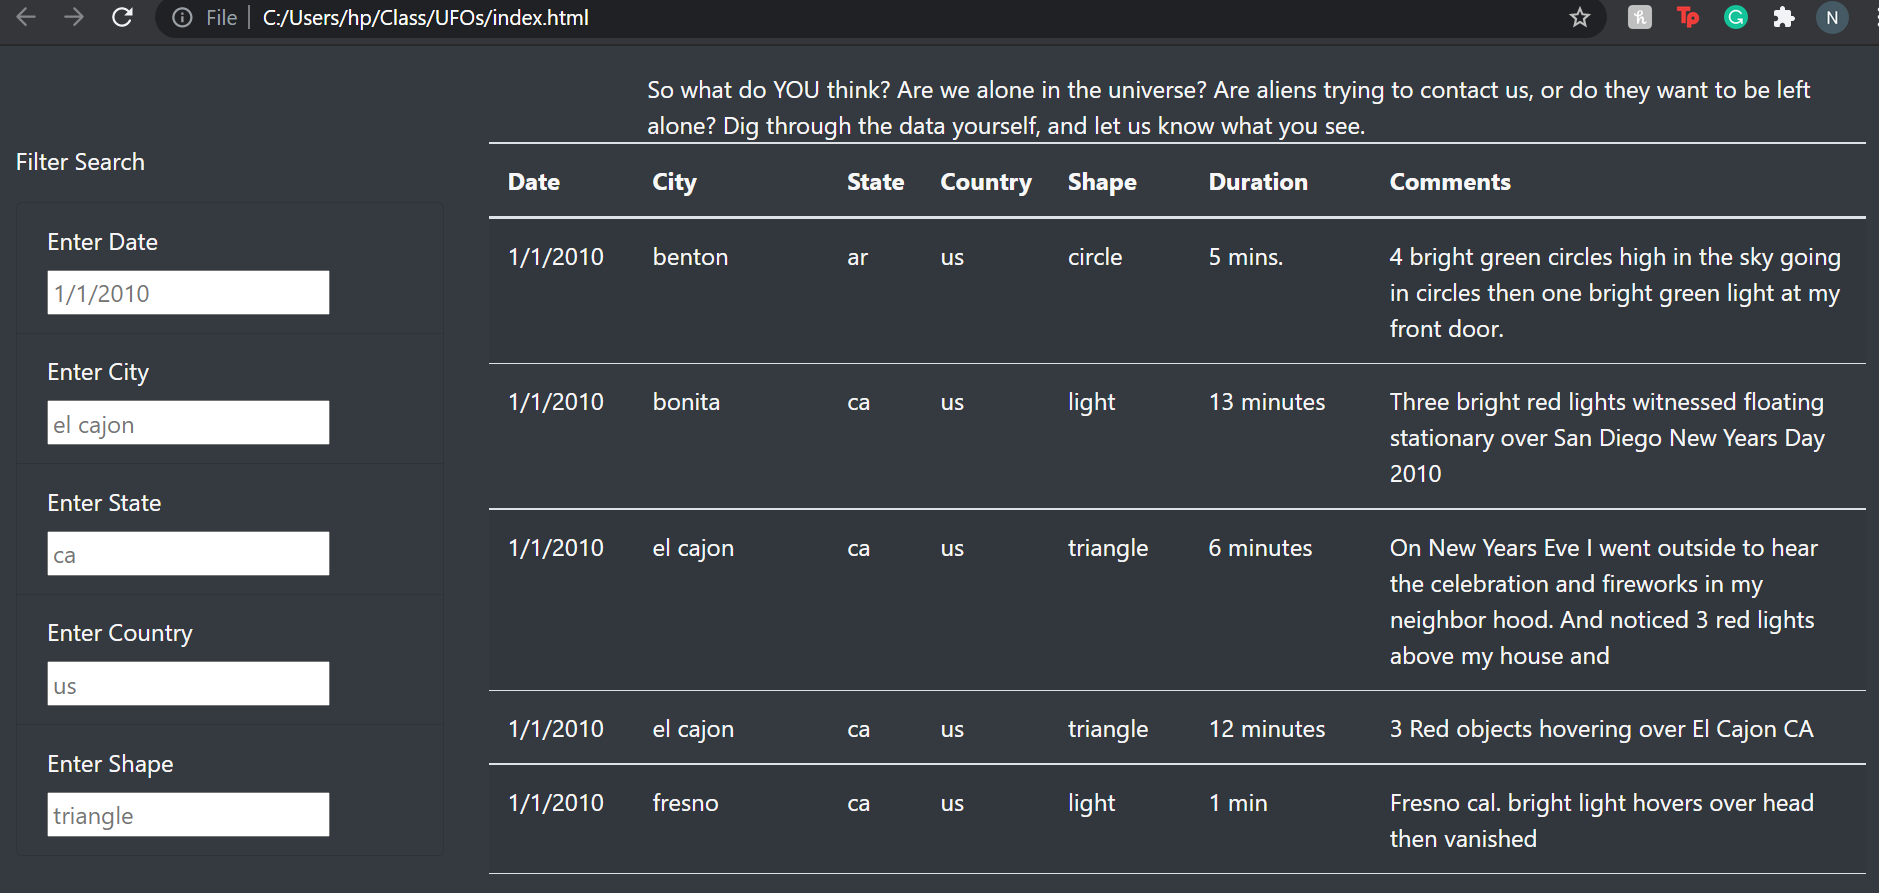 File C:/Users/hp/Class/UFOs/index.html
Tp
G
N
So what do YOU think? Are we alone in the universe? Are aliens trying to contact us, or do they want to be left
alone? Dig through the data yourself, and let us know what you see.
Filter Search
Enter Date
1/1/2010
Enter City
el cajon
Enter State
ca
Enter Country
us
Enter Shape
triangle
Date City State Country Shape Duration Comments
1/1/2010 benton ar us circle 5 mins. 4 bright green circles high in the sky going
in circles then one bright green light at my
front door.
1/1/2010 bonita ca us light 13 minutes Three bright red lights witnessed floating
stationary over San Diego New Years Day
2010
1/1/2010 el cajon ca us triangle 6 minutes On New Years Eve I went outside to hear
the celebration and fireworks in my
neighbor hood. And noticed 3 red lights
above my house and
1/1/2010 el cajon ca us triangle 12 minutes 3 Red objects hovering over El Cajon CA
1/1/2010 fresno ca us light 1 min Fresno cal. bright light hovers over head
then vanished